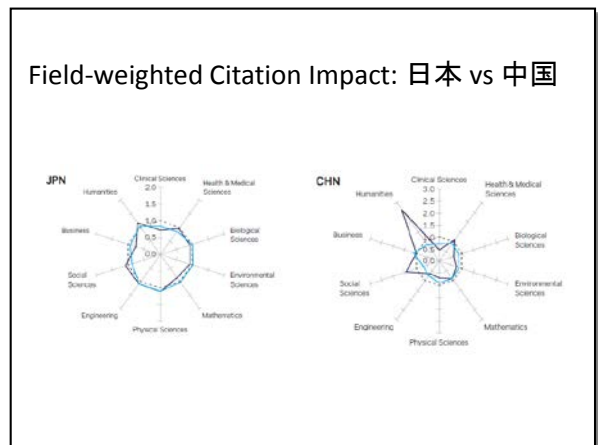 Field-weighted Citation Impact: 日本 vs 中国
JPN
Clinical Sciences
2.0
1.5
1.0
0.5
0.0
Health & Medical
Sciences
Biological
Sciences
Environmental
Sciences
Mathematics
Physical Sciences
Engineering
Social
Sciences
Business
Humanities
CHN
Clinical Sciences
3.0
2.5
2.0
1.5
1.0
0.5
0.0
Health & Medical
Sciences
Biological
Sciences
Environmental
Sciences
Mathematics
Physical Sciences
Engineering
Social
Sciences
Business
Humanities